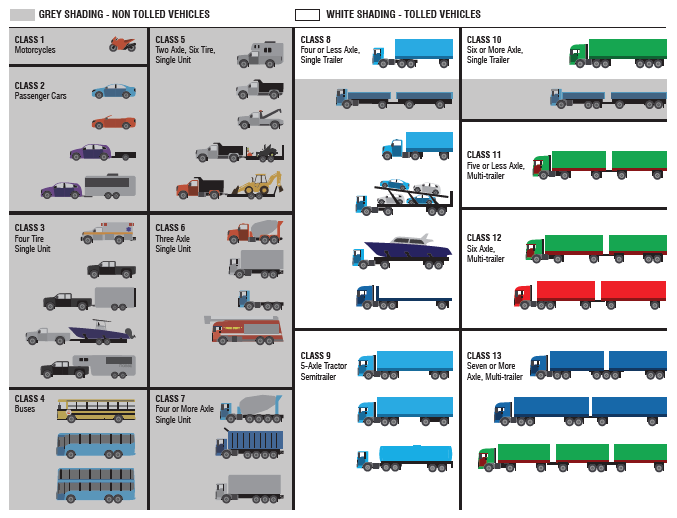 GREY SHADING - NON TOLLED VEHICLES
WHITE SHADING - TOLLED VEHICLES
CLASS 1
Motorcycles
CLASS 2
Passenger Cars
CLASS 3
Four Tire
Single Unit
CLASS 4
Buses
CLASS 5
Two Axle, Six Tire,
Single Unit
CLASS 6
Three Axle
Single Unit
CLASS 7
Four or More Axle
Single Unit
CLASS 8
Four or Less Axle,
Single Trailer
CLASS 9
5-Axle Tractor
Semitrailer
CLASS 10
Six or More Axle,
Single Trailer
CLASS 11
Five or Less Axle,
Multi-trailer
CLASS 12
Six Axle,
Multi-trailer
CLASS 13
Seven or More
Axle, Multi-trailer